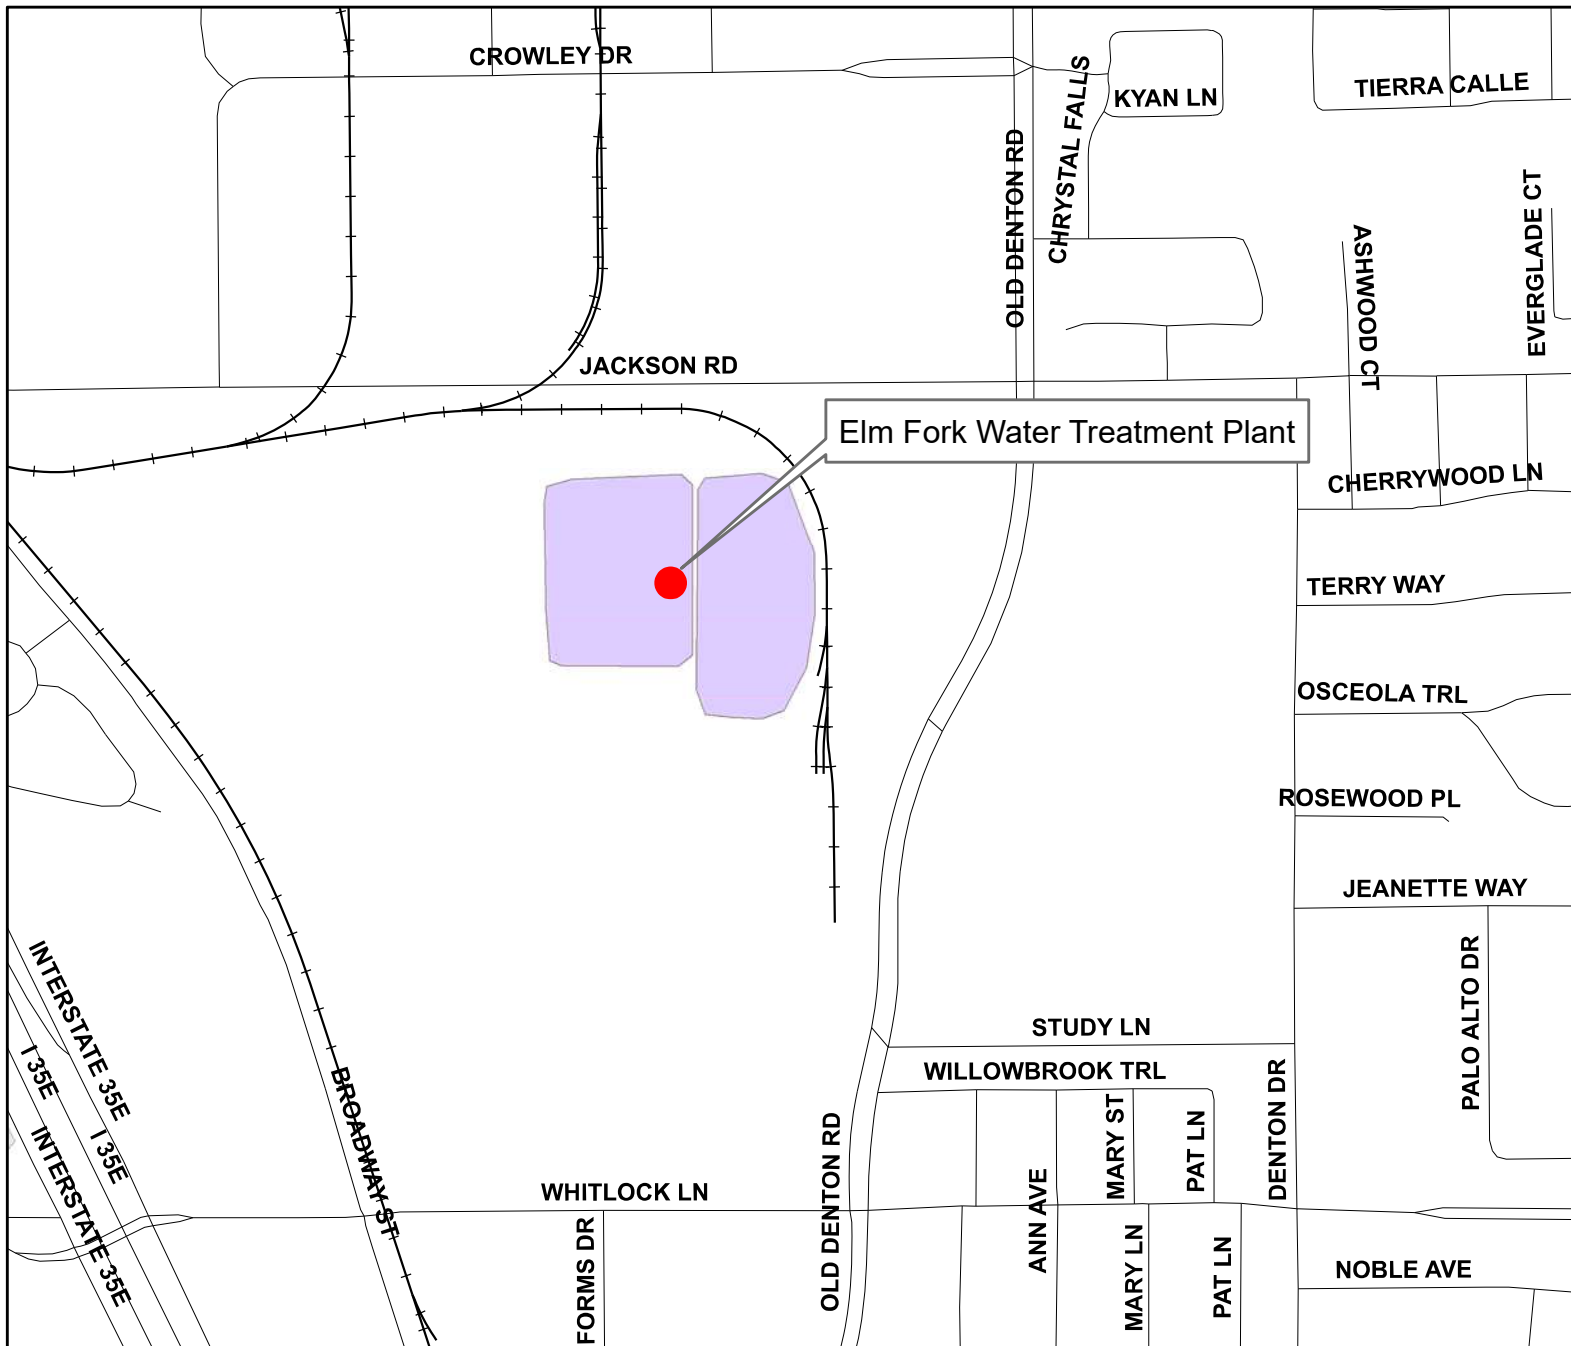 CROWLEY DR
KYAN LN
TIERRA CALLE
CHRYSTAL FALLS
OLD DENTON RD
EVERGLADE CT
ASHWOOD CT
JACKSON RD
Elm Fork Water Treatment Plant
CHERRYWOOD LN
TERRY WAY
OSCEOLA TRL
ROSEWOOD PL
JEANETTE WAY
PALO ALTO DR
INTERSTATE 35E
I 35E
I 35E
INTERSTATE 35E
BROADWAY ST
STUDY LN
WILLOWBROOK TRL
DENTON DR
MARY ST
PAT LN
WHITLOCK LN
OLD DENTON RD
ANN AVE
FORMS DR
MARY LN
PAT LN
NOBLE AVE